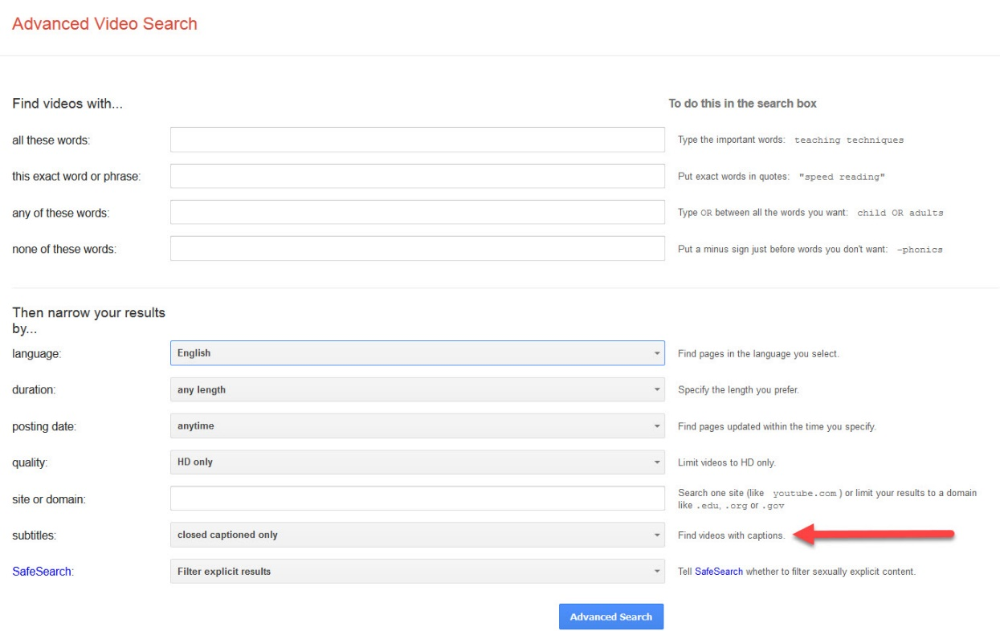 Advanced Video Search
Find videos with...
To do this in the search box
all these words:
Type the important words: teaching techniques
this exact word or phrase:
Put exact words in quotes: "speed reading"
any of these words:
Type OR between all the words you want: child OR adults
none of these words:
Put a minus sign just before words you don't want: -phonics
Then narrow your results
by...
language:
English
Find pages in the language you select.
duration:
any length
Specify the length you prefer.
posting date:
anytime
Find pages updated within the time you specify.
quality:
HD only
Limit videos to HD only.
site or domain:
Search one site (like youtube.com ) or limit your results to a domain
like .edu, .org or .gov
subtitles:
closed captioned only
Find videos with captions.
SafeSearch:
Filter explicit results
Tell SafeSearch whether to filter sexually explicit content.
Advanced Search